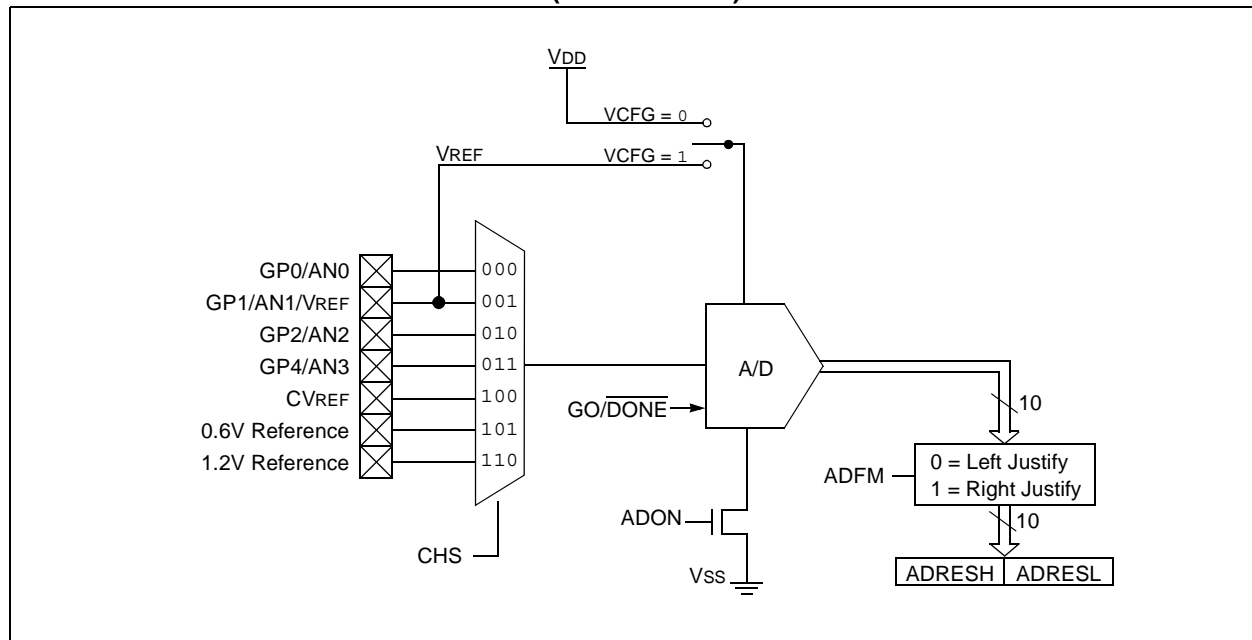 VDD
VCFG = 0
VREF
VCFG = 1
GP0/AN0
000
GP1/AN1/VREF
001
GP2/AN2
010
GP4/AN3
011
A/D
CVREF
100
GO/DONE
10
0.6V Reference
101
1.2V Reference
110
0 = Left Justify
ADFM
1 = Right Justify
ADON
10
CHS
VSS
ADRESH ADRESL